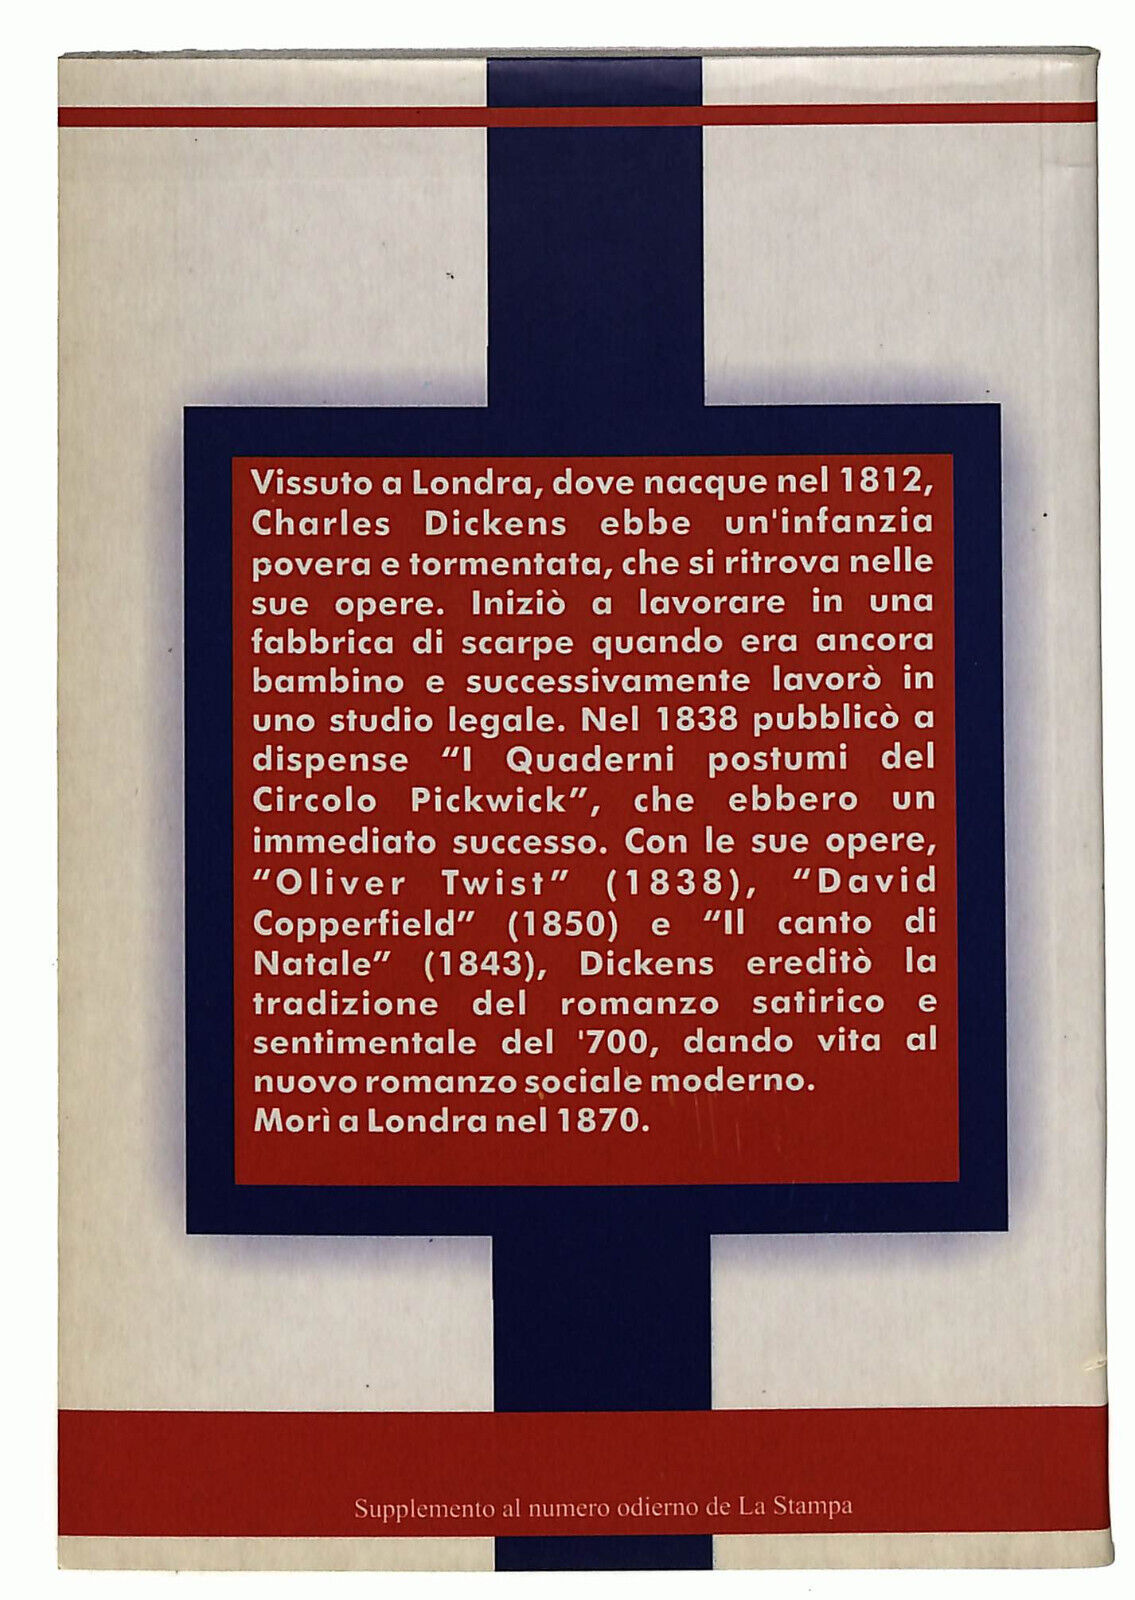 Vissuto a Londra, dove nacque nel 1812,
Charles Dickens ebbe un'infanzia
povera e tormentata, che si ritrova nelle
sue opere. Iniziò a lavorare in una
fabbrica di scarpe quando era ancora
bambino e successivamente lavorò in
uno studio legale. Nel 1838 pubblicò a
dispense “I Quaderni postumi del
Circolo Pickwick”, che ebbero un
immediato successo. Con le sue opere,
“Oliver Twist” (1838), “David
Copperfield” (1850) e “Il canto di
Natale” (1843), Dickens ereditò la
tradizione del romanzo satirico e
sentimentale del '700, dando vita al
nuovo romanzo sociale moderno.
Morì a Londra nel 1870.
Supplemento al numero odierno de La Stampa